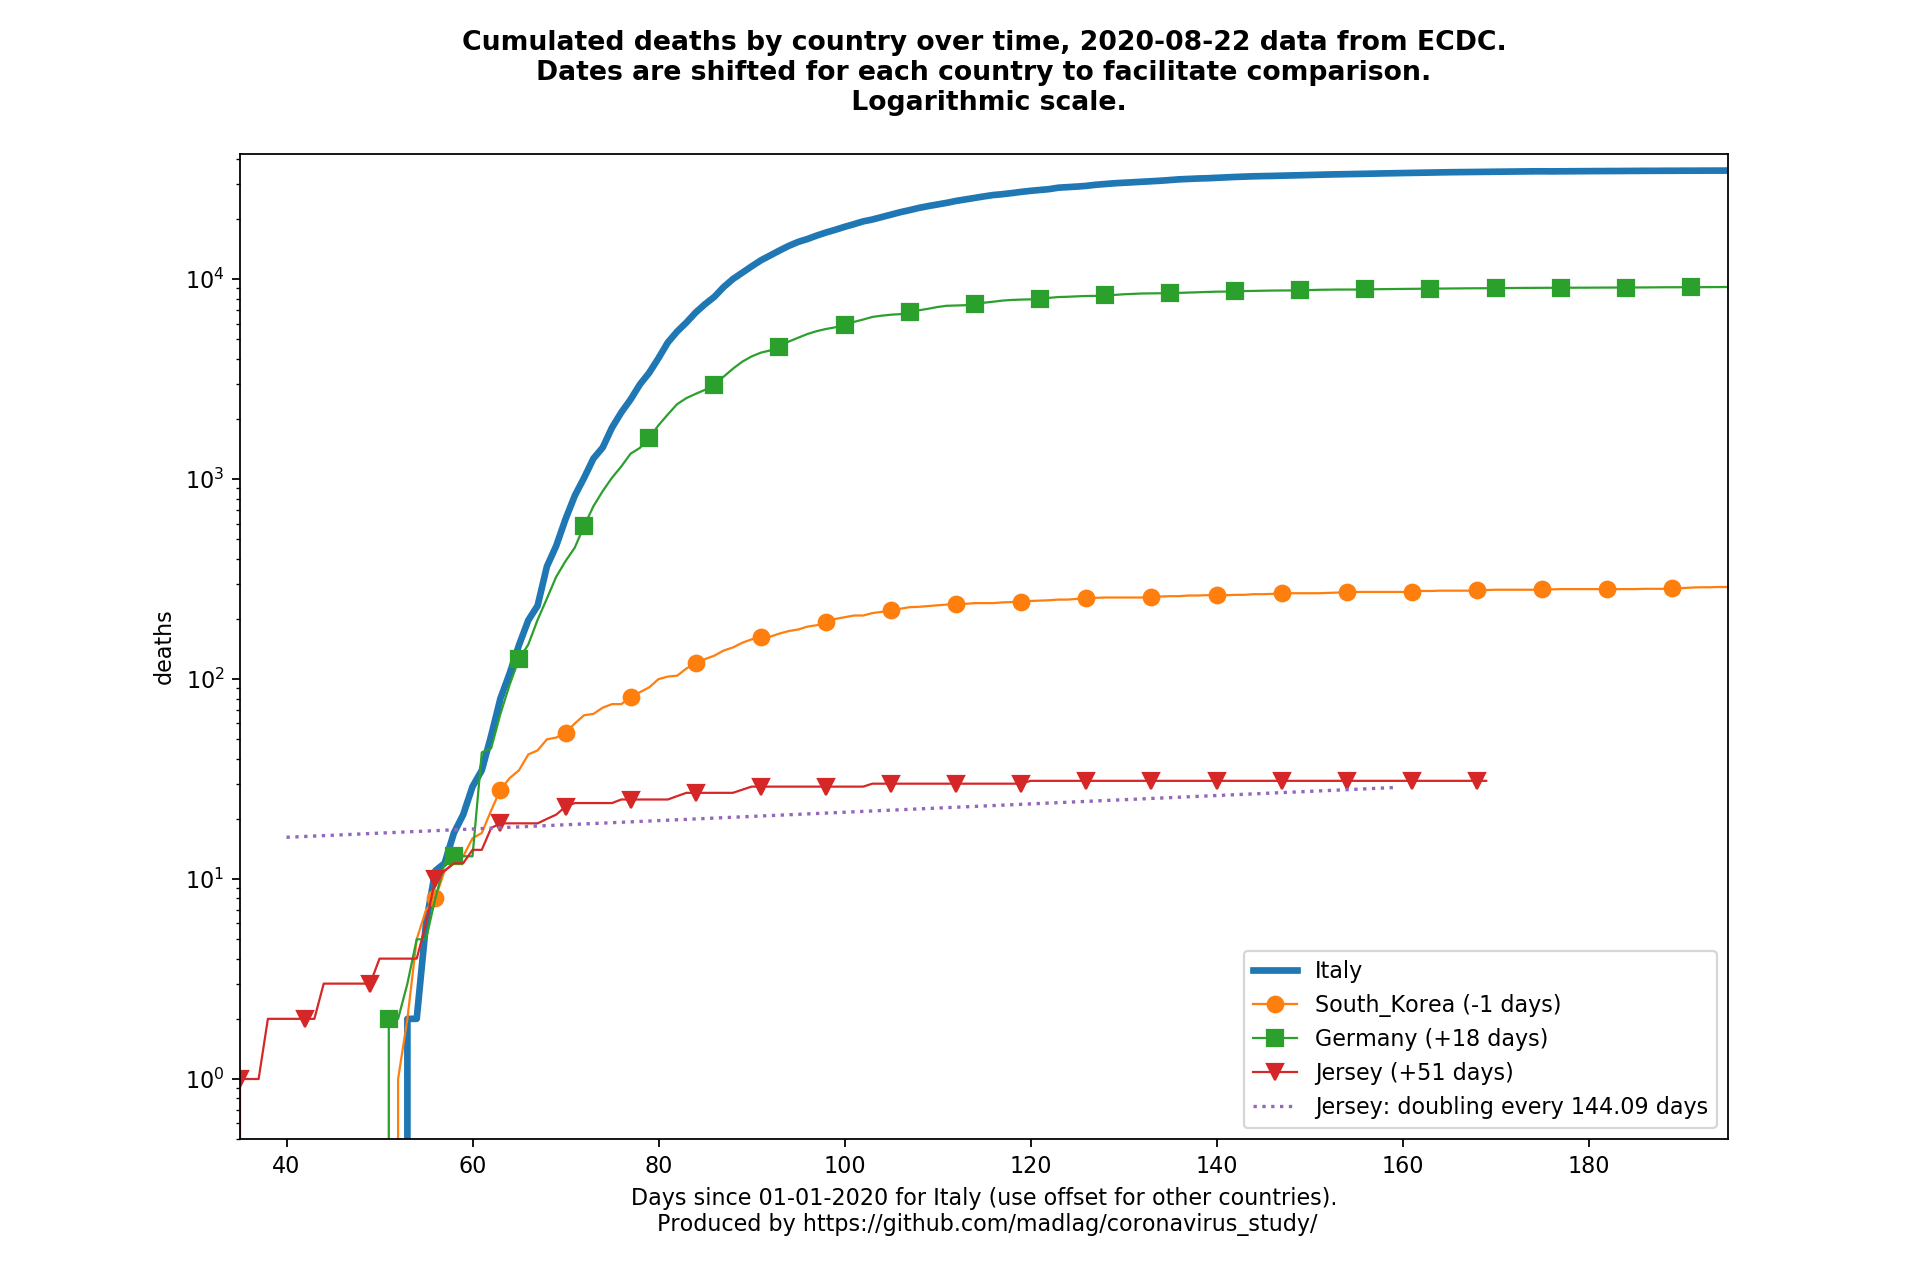 Cumulated deaths by country over time, 2020-08-22 data from ECDC.
Dates are shifted for each country to facilitate comparison.
Logarithmic scale.
10^4
10^3
10^2
10^1
10^0
deaths
Italy
South_Korea (-1 days)
Germany (+18 days)
Jersey (+51 days)
Jersey: doubling every 144.09 days
40 60 80 100 120 140 160 180
Days since 01-01-2020 for Italy (use offset for other countries).
Produced by https://github.com/madlag/coronavirus_study/